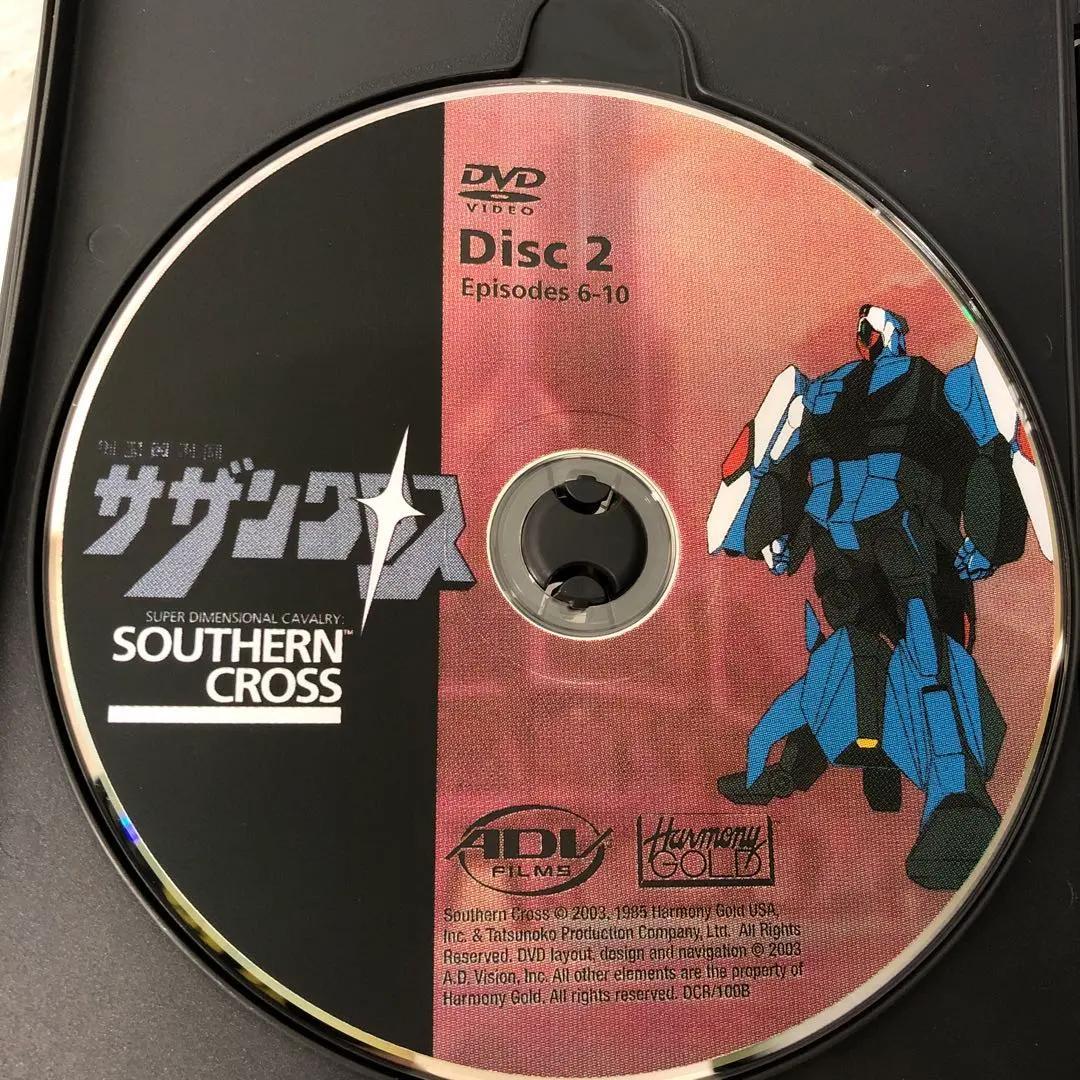 DVD
VIDEO
Disc 2
Episodes 6-10
サザンクロス
SUPER DIMENSIONAL CAVALRY:
SOUTHERN™
CROSS
ADV
FILMS
Harmony
GOLD
Southern Cross © 2003, 1985 Harmony Gold USA,
Inc. & Tatsunoko Production Company, Ltd. All Rights
Reserved. DVD layout, design and navigation © 2003
A.D. Vision, Inc. All other elements are the property of
Harmony Gold. All rights reserved. DCR/100B